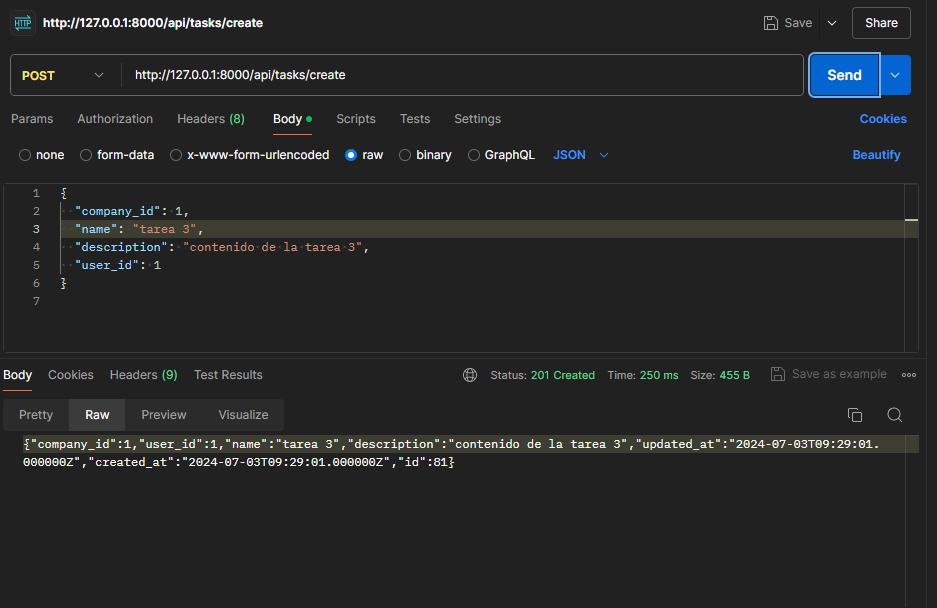 HTTP http://127.0.0.1:8000/api/tasks/create Save Share
POST http://127.0.0.1:8000/api/tasks/create Send
Params Authorization Headers (8) Body Scripts Tests Settings Cookies
none form-data x-www-form-urlencoded raw binary GraphQL JSON Beautify
1 {
2 "company_id": 1,
3 "name": "tarea 3",
4 "description": "contenido de la tarea 3",
5 "user_id": 1
6 }
7
Body Cookies Headers (9) Test Results Status: 201 Created Time: 250 ms Size: 455 B Save as example
Pretty Raw Preview Visualize
{"company_id":1,"user_id":1,"name":"tarea 3","description":"contenido de la tarea 3","updated_at":"2024-07-03T09:29:01.
000000Z","created_at":"2024-07-03T09:29:01.000000Z","id":81}